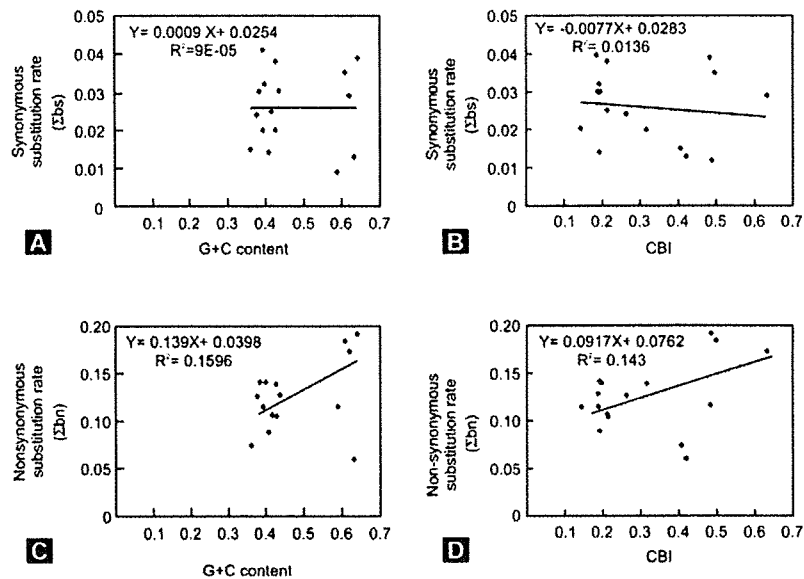 Y= 0.0009 X+ 0.0254
R²=9E-05
Synonymous
substitution rate
(Σbs)
0.05
0.04
0.03
0.02
0.01
0
0.1 0.2 0.3 0.4 0.5 0.6 0.7
G+C content
A
Y= -0.0077X+ 0.0283
R²= 0.0136
Synonymous
substitution rate
(Σbs)
0.05
0.04
0.03
0.02
0.01
0
0 0.1 0.2 0.3 0.4 0.5 0.6 0.7
CBI
B
Y= 0.139X+ 0.0398
R²= 0.1596
Nonsynonymous
substitution rate
(Σbn)
0.20
0.15
0.10
0.05
0.00
0 0.1 0.2 0.3 0.4 0.5 0.6 0.7
G+C content
C
Y= 0.0917X+ 0.0762
R²= 0.143
Non-synonymous
substitution rate
(Σbn)
0.20
0.15
0.10
0.05
0.00
0 0.1 0.2 0.3 0.4 0.5 0.6 0.7
CBI
D